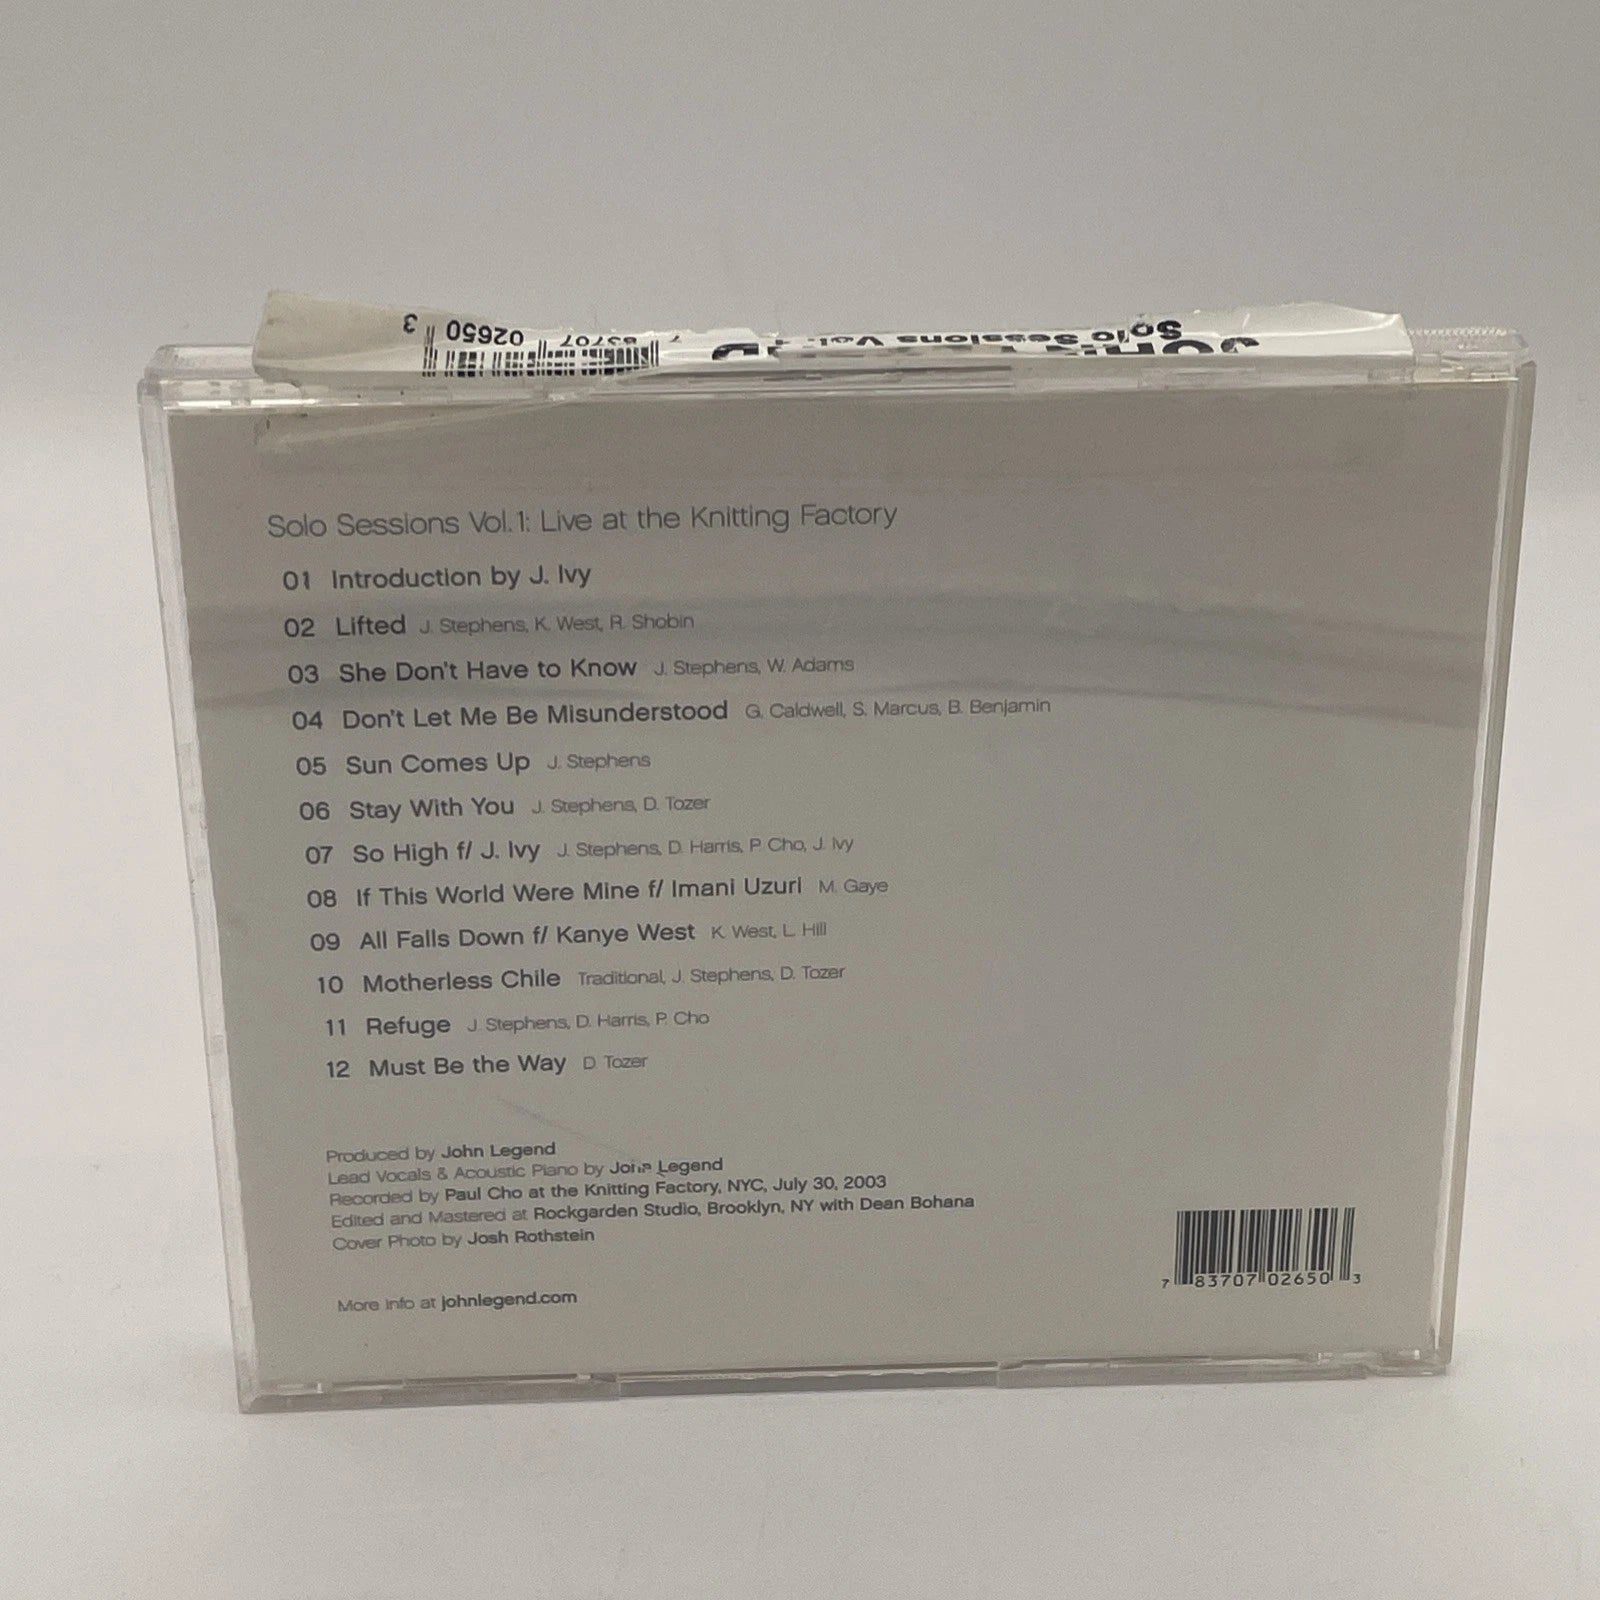 3 02650 83707 7
Solo Sessions Vol. 1
Solo Sessions Vol.1: Live at the Knitting Factory
01 Introduction by J. Ivy
02 Lifted J. Stephens, K. West, R. Shobin
03 She Don't Have to Know J. Stephens, W. Adams
04 Don't Let Me Be Misunderstood G. Caldwell, S. Marcus, B. Benjamin
05 Sun Comes Up J. Stephens
06 Stay With You J. Stephens, D. Tozer
07 So High f/ J. Ivy J. Stephens, D. Harris, P. Cho, J. Ivy
08 If This World Were Mine f/ Imani Uzuri M. Gaye
09 All Falls Down f/ Kanye West K. West, L. Hill
10 Motherless Chile Traditional, J. Stephens, D. Tozer
11 Refuge J. Stephens, D. Harris, P. Cho
12 Must Be the Way D. Tozer
Produced by John Legend
Lead Vocals & Acoustic Piano by John Legend
Recorded by Paul Cho at the Knitting Factory, NYC, July 30, 2003
Edited and Mastered at Rockgarden Studio, Brooklyn, NY with Dean Bohana
Cover Photo by Josh Rothstein
More info at johnlegend.com
7 83707 02650 3